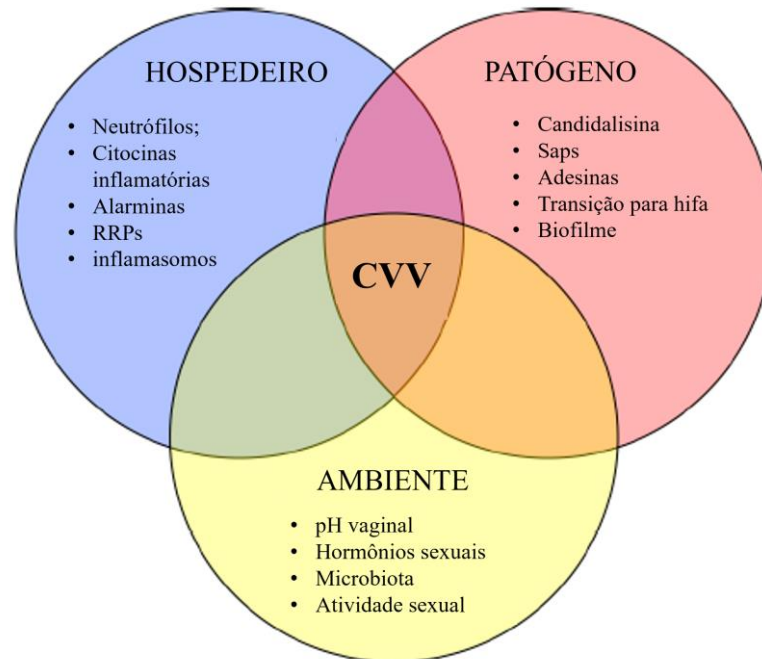 HOSPEDEIRO
• Neutrófilos;
• Citocinas
inflamatórias
• Alarminas
• RRPs
• inflamasomos
PATÓGENO
• Candidalisina
• Saps
• Adesinas
• Transição para hifa
• Biofilme
CVV
AMBIENTE
• pH vaginal
• Hormônios sexuais
• Microbiota
• Atividade sexual